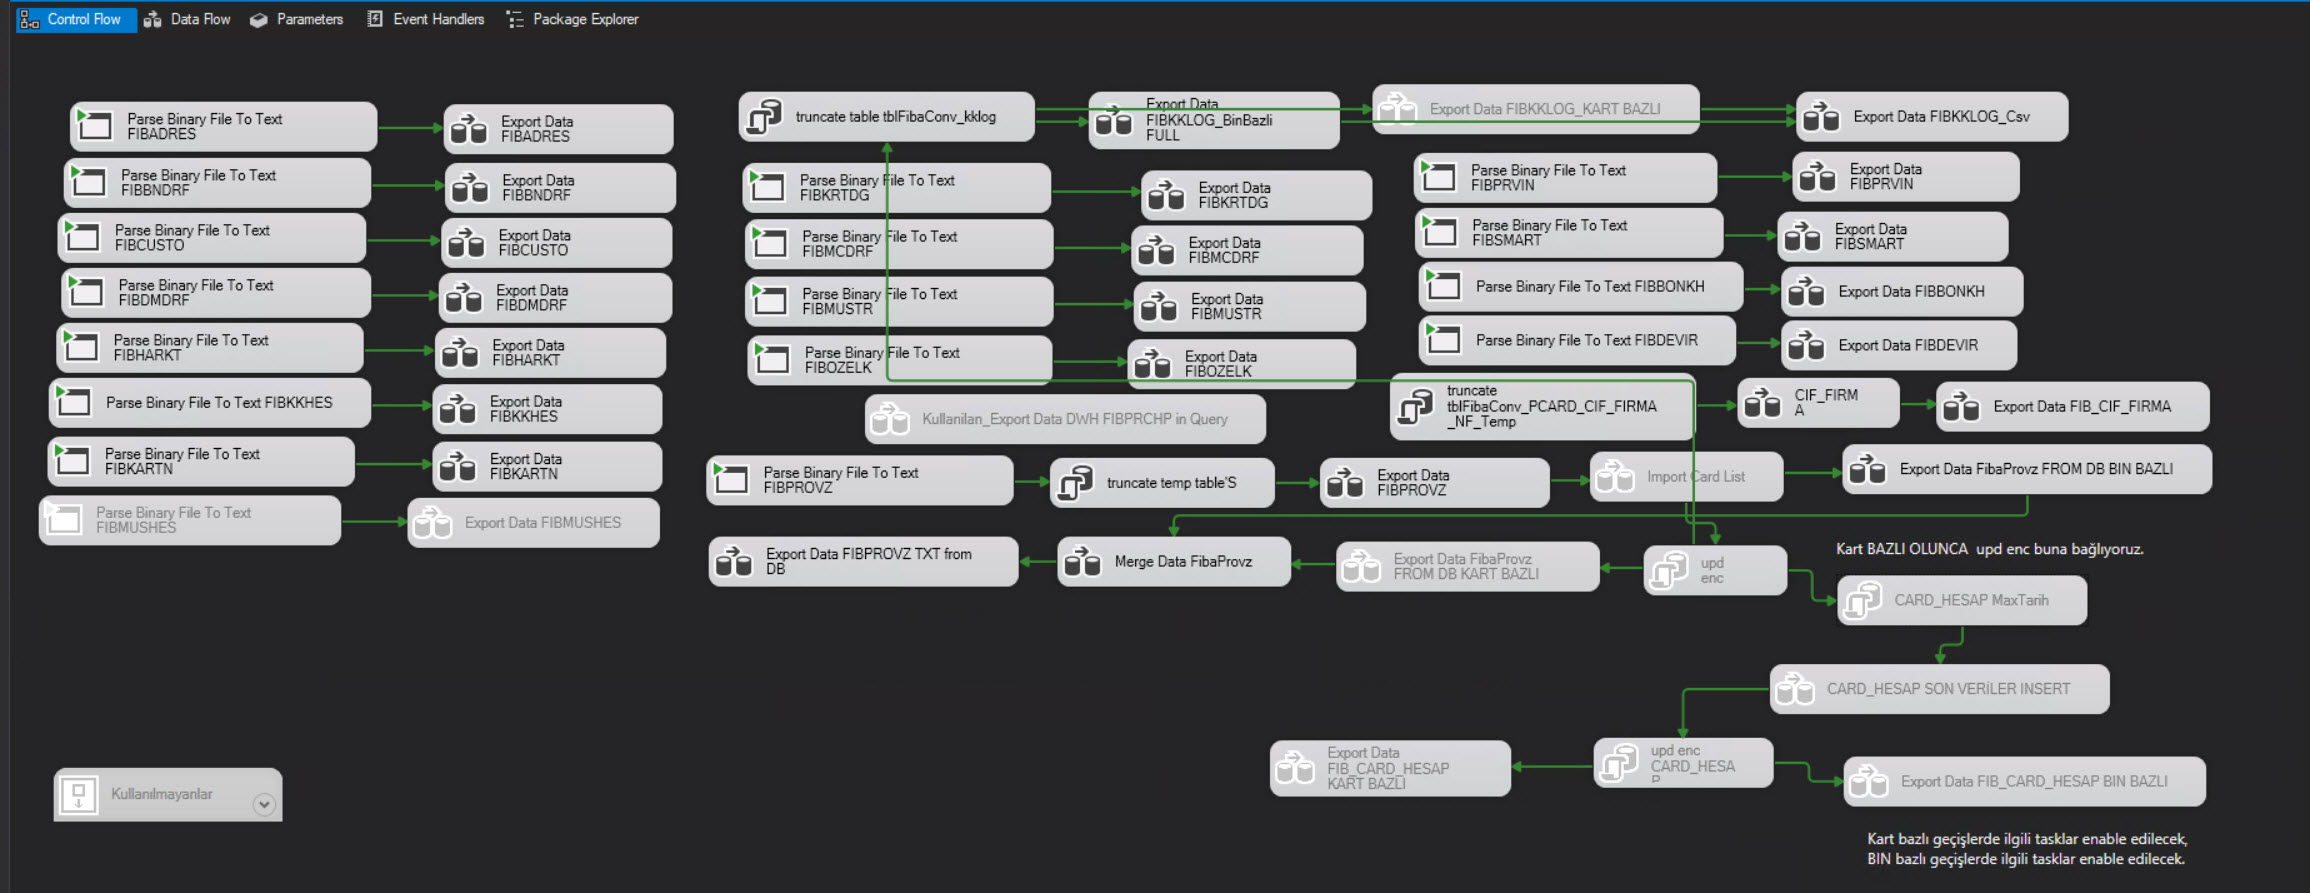 Control Flow
Data Flow
Parameters
Event Handlers
Package Explorer
Parse Binary File To Text
FIBADRES
Export Data
FIBADRES
Parse Binary File To Text
FIBBNDRF
Export Data
FIBBNDRF
Parse Binary File To Text
FIBCUSTO
Export Data
FIBCUSTO
Parse Binary File To Text
FIBDMDRF
Export Data
FIBDMDRF
Parse Binary File To Text
FIBHARKT
Export Data
FIBHARKT
Parse Binary File To Text FIBKKHES
Export Data
FIBKKHES
Parse Binary File To Text
FIBKARTN
Export Data
FIBKARTN
Parse Binary File To Text
FIBMUSHES
Export Data FIBMUSHES
Kullanılmayanlar
truncate table tblFibaConv_kklog
Export Data
FIBKKLOG_BinBazli
FULL
Export Data FIBKKLOG_KART BAZLI
Export Data FIBKKLOG_Csv
Parse Binary File To Text
FIBKRTDG
Export Data
FIBKRTDG
Parse Binary File To Text
FIBMCDRF
Export Data
FIBMCDRF
Parse Binary File To Text
FIBMUSTR
Export Data
FIBMUSTR
Parse Binary File To Text
FIBOZELK
Export Data
FIBOZELK
Parse Binary File To Text
FIBPRVIN
Export Data
FIBPRVIN
Parse Binary File To Text
FIBSMART
Export Data
FIBSMART
Parse Binary File To Text FIBBONKH
Export Data FIBBONKH
Parse Binary File To Text FIBDEVIR
Export Data FIBDEVIR
Kullanilan_Export Data DWH FIBPRCHP in Query
truncate
tblFibaConv_PCARD_CIF_FIRMA
_NF_Temp
CIF_FIRM
A
Export Data FIB_CIF_FIRMA
Parse Binary File To Text
FIBPROVZ
truncate temp table'S
Export Data
FIBPROVZ
Import Card List
Export Data FibaProvz FROM DB BIN BAZLI
Export Data FIBPROVZ TXT from
DB
Merge Data FibaProvz
Export Data FibaProvz
FROM DB KART BAZLI
upd
enc
Kart BAZLI OLUNCA upd enc buna bağlıyoruz.
CARD_HESAP MaxTarih
CARD_HESAP SON VERİLER INSERT
Export Data
FIB_CARD_HESAP
KART BAZLI
upd enc
CARD_HESA
P
Export Data FIB_CARD_HESAP BIN BAZLI
Kart bazlı geçişlerde ilgili tasklar enable edilecek,
BIN bazlı geçişlerde ilgili tasklar enable edilecek.